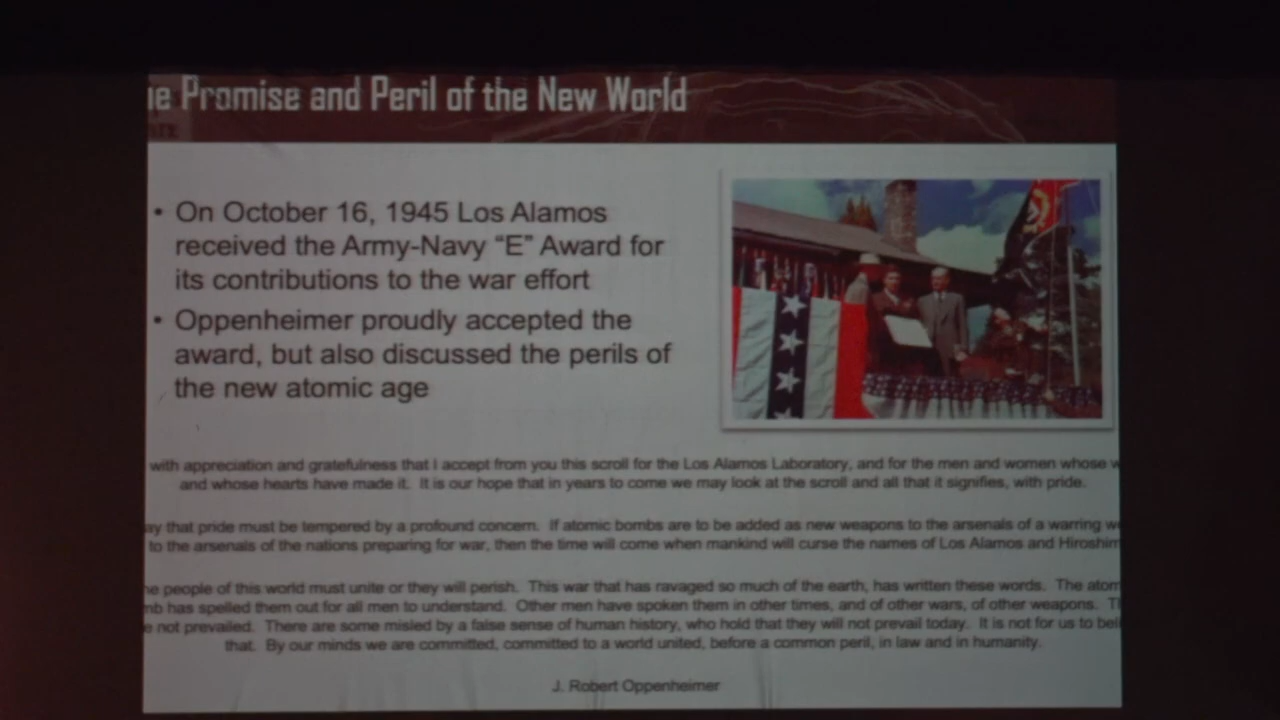 he Promise and Peril of the New World
• On October 16, 1945 Los Alamos
received the Army-Navy “E” Award for
its contributions to the war effort
• Oppenheimer proudly accepted the
award, but also discussed the perils of
the new atomic age
with appreciation and gratefulness that I accept from you this scroll for the Los Alamos Laboratory, and for the men and women whose w
and whose hearts have made it. It is our hope that in years to come we may look at the scroll and all that it signifies, with pride.
ay that pride must be tempered by a profound concern. If atomic bombs are to be added as new weapons to the arsenals of a warring w
to the arsenals of the nations preparing for war, then the time will come when mankind will curse the names of Los Alamos and Hiroshim
he people of this world must unite or they will perish. This war that has ravaged so much of the earth, has written these words. The atom
mb has spelled them out for all men to understand. Other men have spoken them in other times, and of other wars, of other weapons. Th
e not prevailed. There are some misled by a false sense of human history, who hold that they will not prevail today. It is not for us to beli
that. By our minds we are committed, committed to a world united, before a common peril, in law and in humanity.
J. Robert Oppenheimer